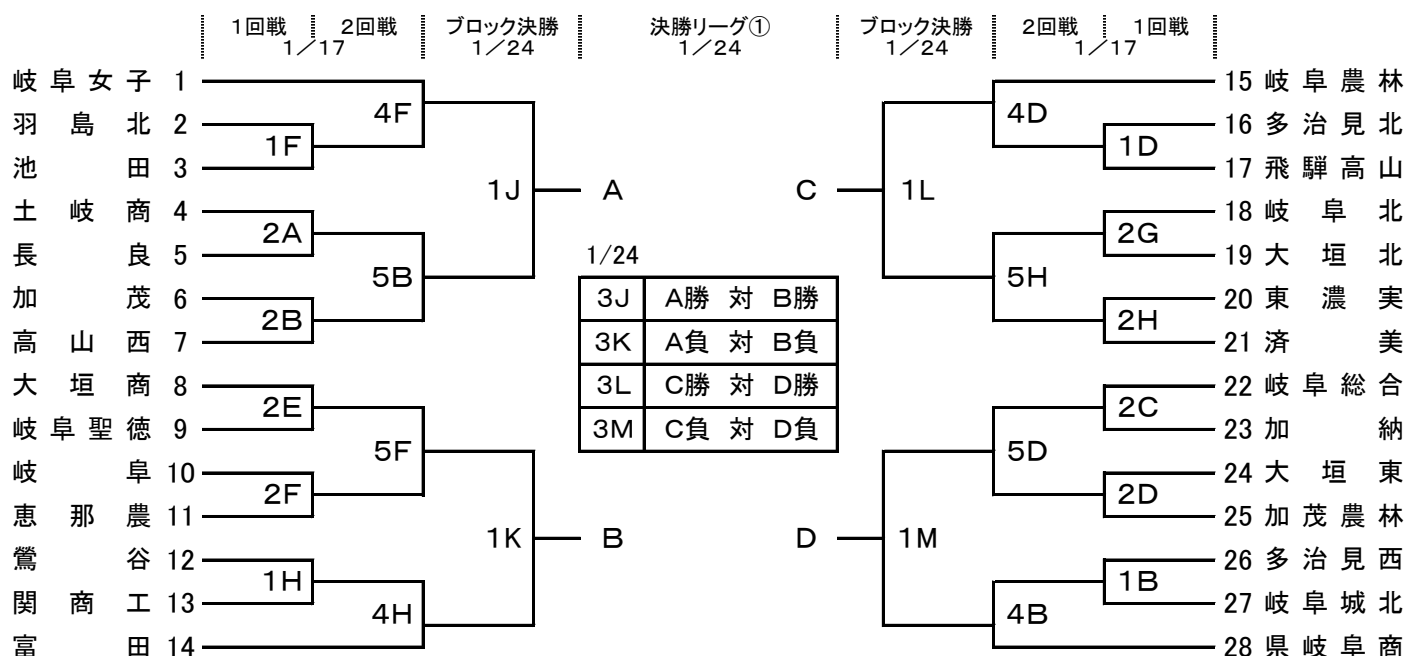 1回戦 2回戦 ブロック決勝 決勝リーグ① ブロック決勝 2回戦 1回戦
1/17 1/24 1/24 1/24 1/17
岐阜女子 1 15 岐阜農林
4F 4D
羽島北 2 16 多治見北
1F 1D
池田 3 17 飛騨高山
1J A C 1L
土岐商 4 18 岐阜北
2A 2G
長良 5 1/24 19 大垣北
5B 5H
加茂 6 3J A勝 対 B勝 20 東濃実
2B 2H
高山西 7 3K A負 対 B負 21 済美
大垣商 8 3L C勝 対 D勝 22 岐阜総合
2E 2C
岐阜聖徳 9 3M C負 対 D負 23 加納
5F 5D
岐阜 10 24 大垣東
2F 2D
恵那農 11 25 加茂農林
1K B D 1M
鶯谷 12 26 多治見西
1H 1B
関商工 13 27 岐阜城北
4H 4B
富田 14 28 県岐阜商